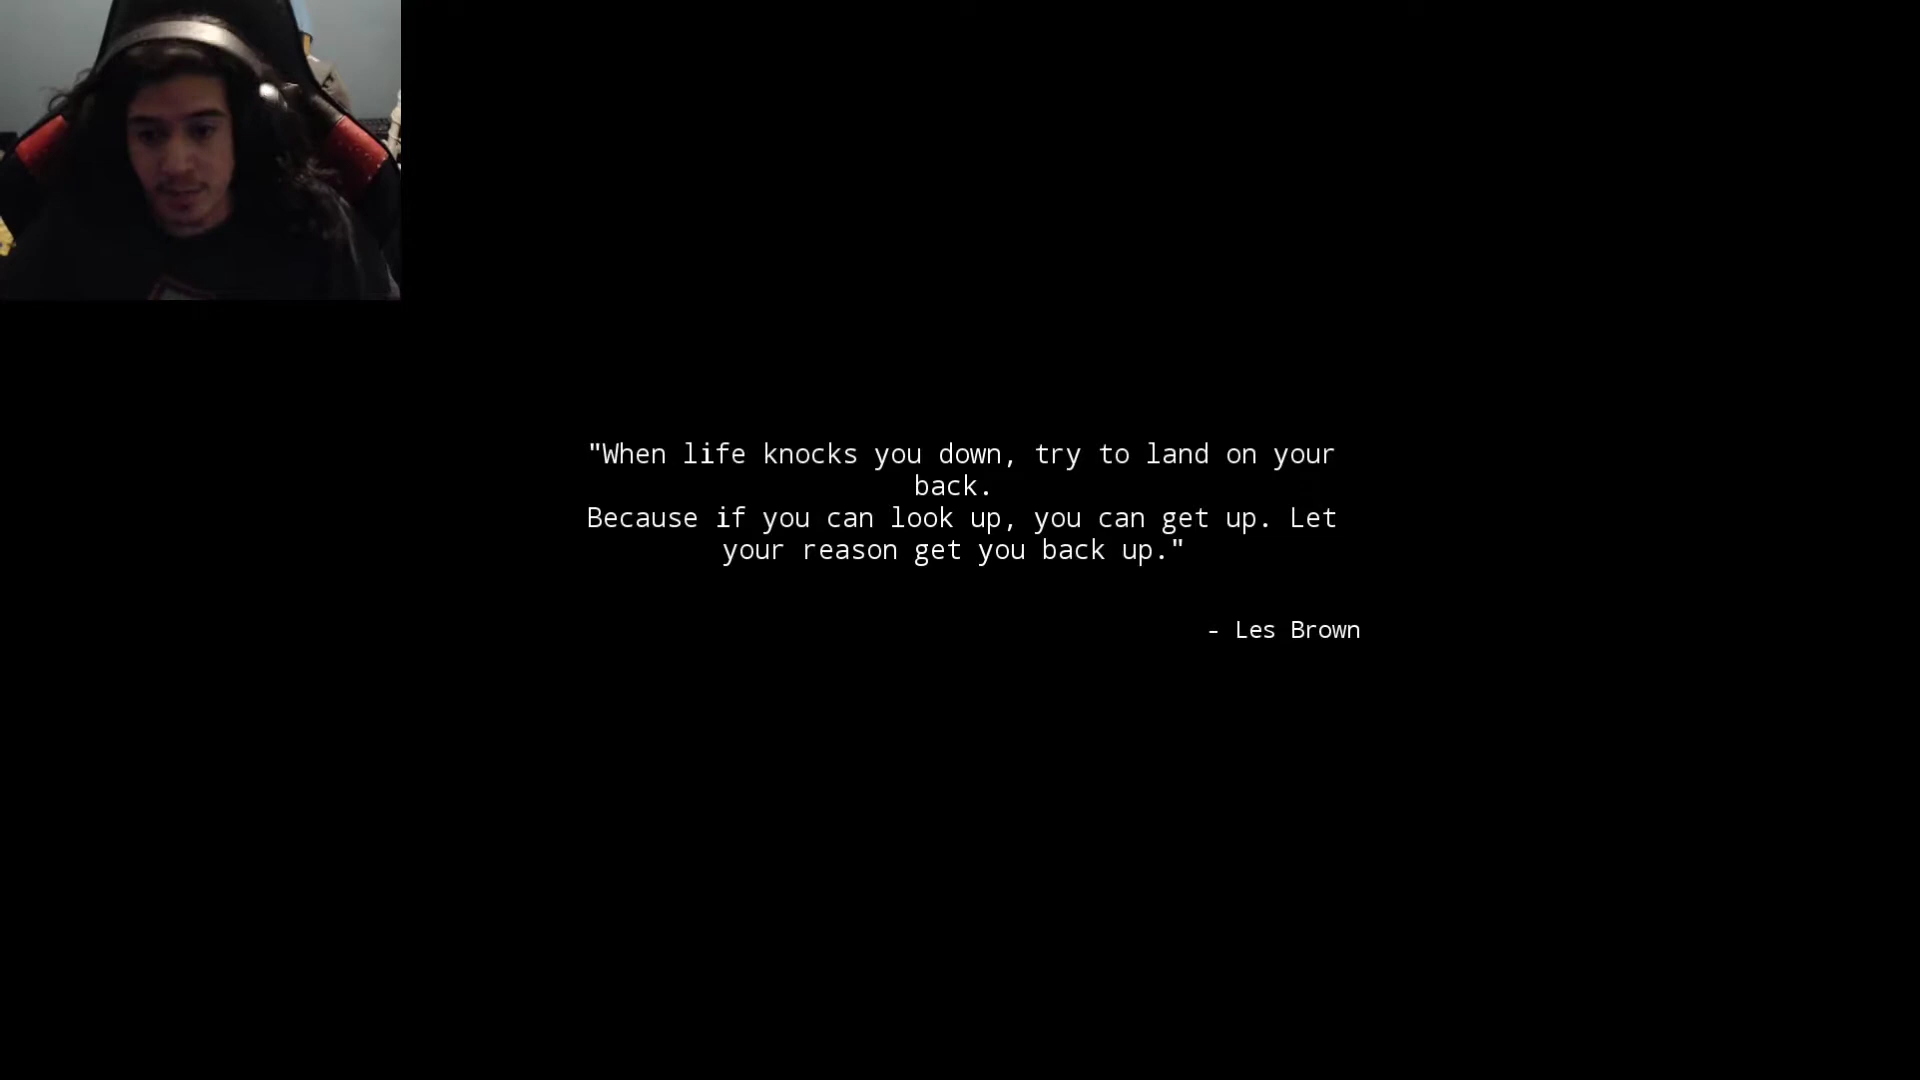 "When life knocks you down, try to land on your
back.
Because if you can look up, you can get up. Let
your reason get you back up."
- Les Brown